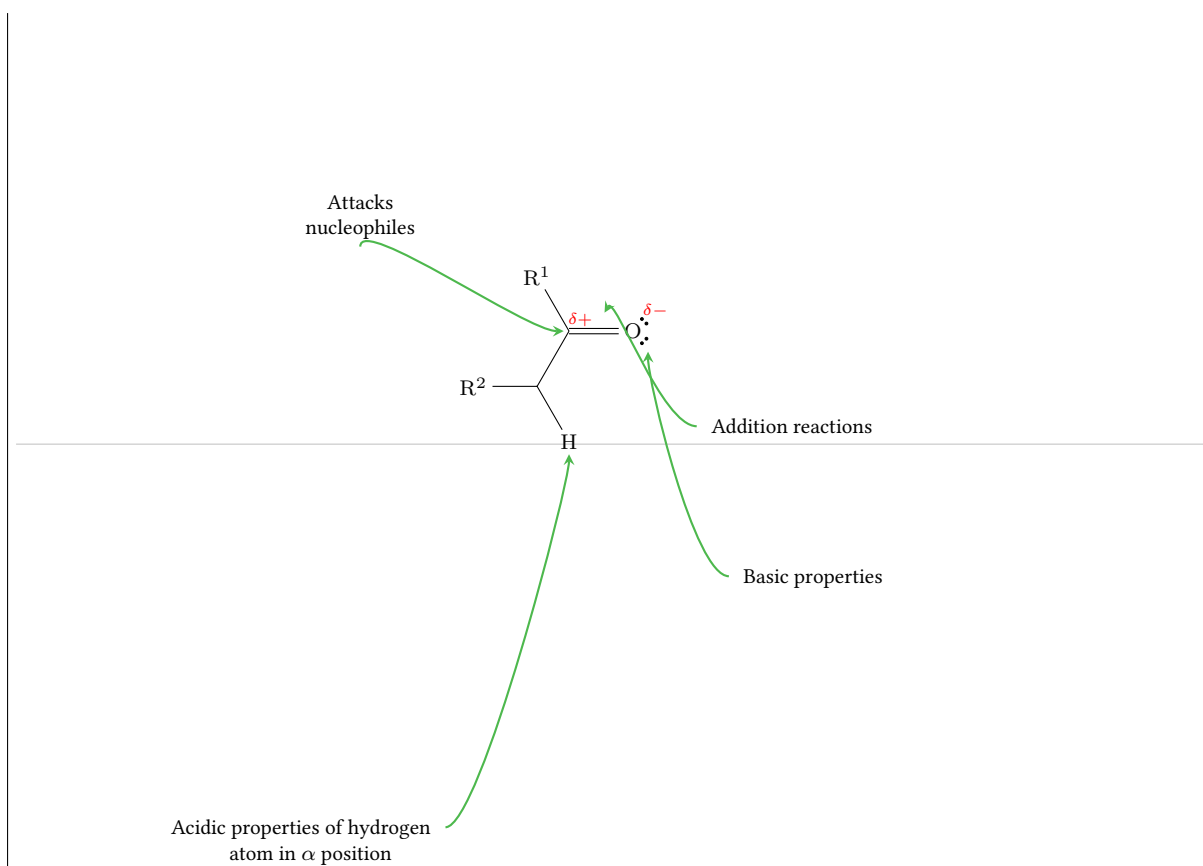 Attacks
nucleophiles
R¹
δ+
δ−
O
R²
Addition reactions
H
Basic properties
Acidic properties of hydrogen
atom in α position